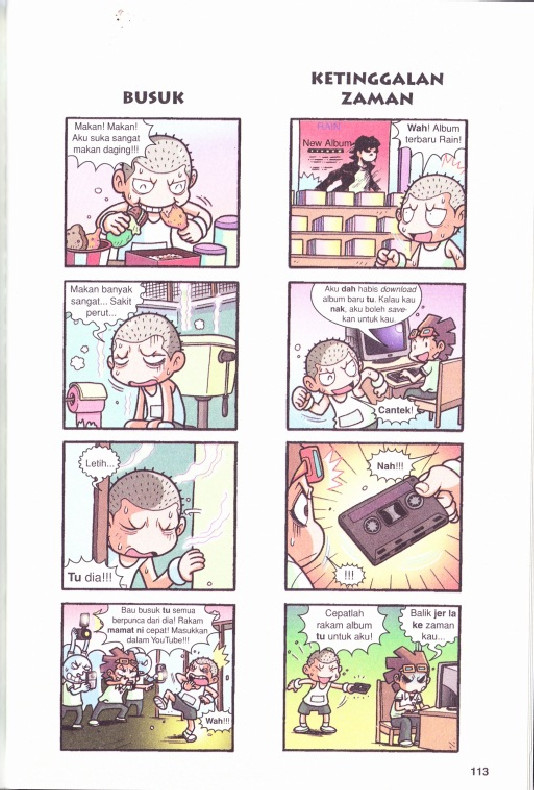 BUSUK
Makan! Makan!
Aku suka sangat
makan daging!!!
Makan banyak
sangat... Sakit
perut...
Letih...
Tu dia!!!
Bau busuk tu semua
berpunca dari dia! Rakam
mamat ini cepat! Masukkan
dalam YouTube!!!
Wah!!!
KETINGGALAN
ZAMAN
RAIN
New Album
Wah! Album
terbaru Rain!!
Aku dah habis download
album baru tu. Kalau kau
nak, aku boleh save-
kan untuk kau.
Cantek!
Nah!!!
!!!
Cepatlah
rakam album
tu untuk aku!
Balik jer la
ke zaman
kau...
113